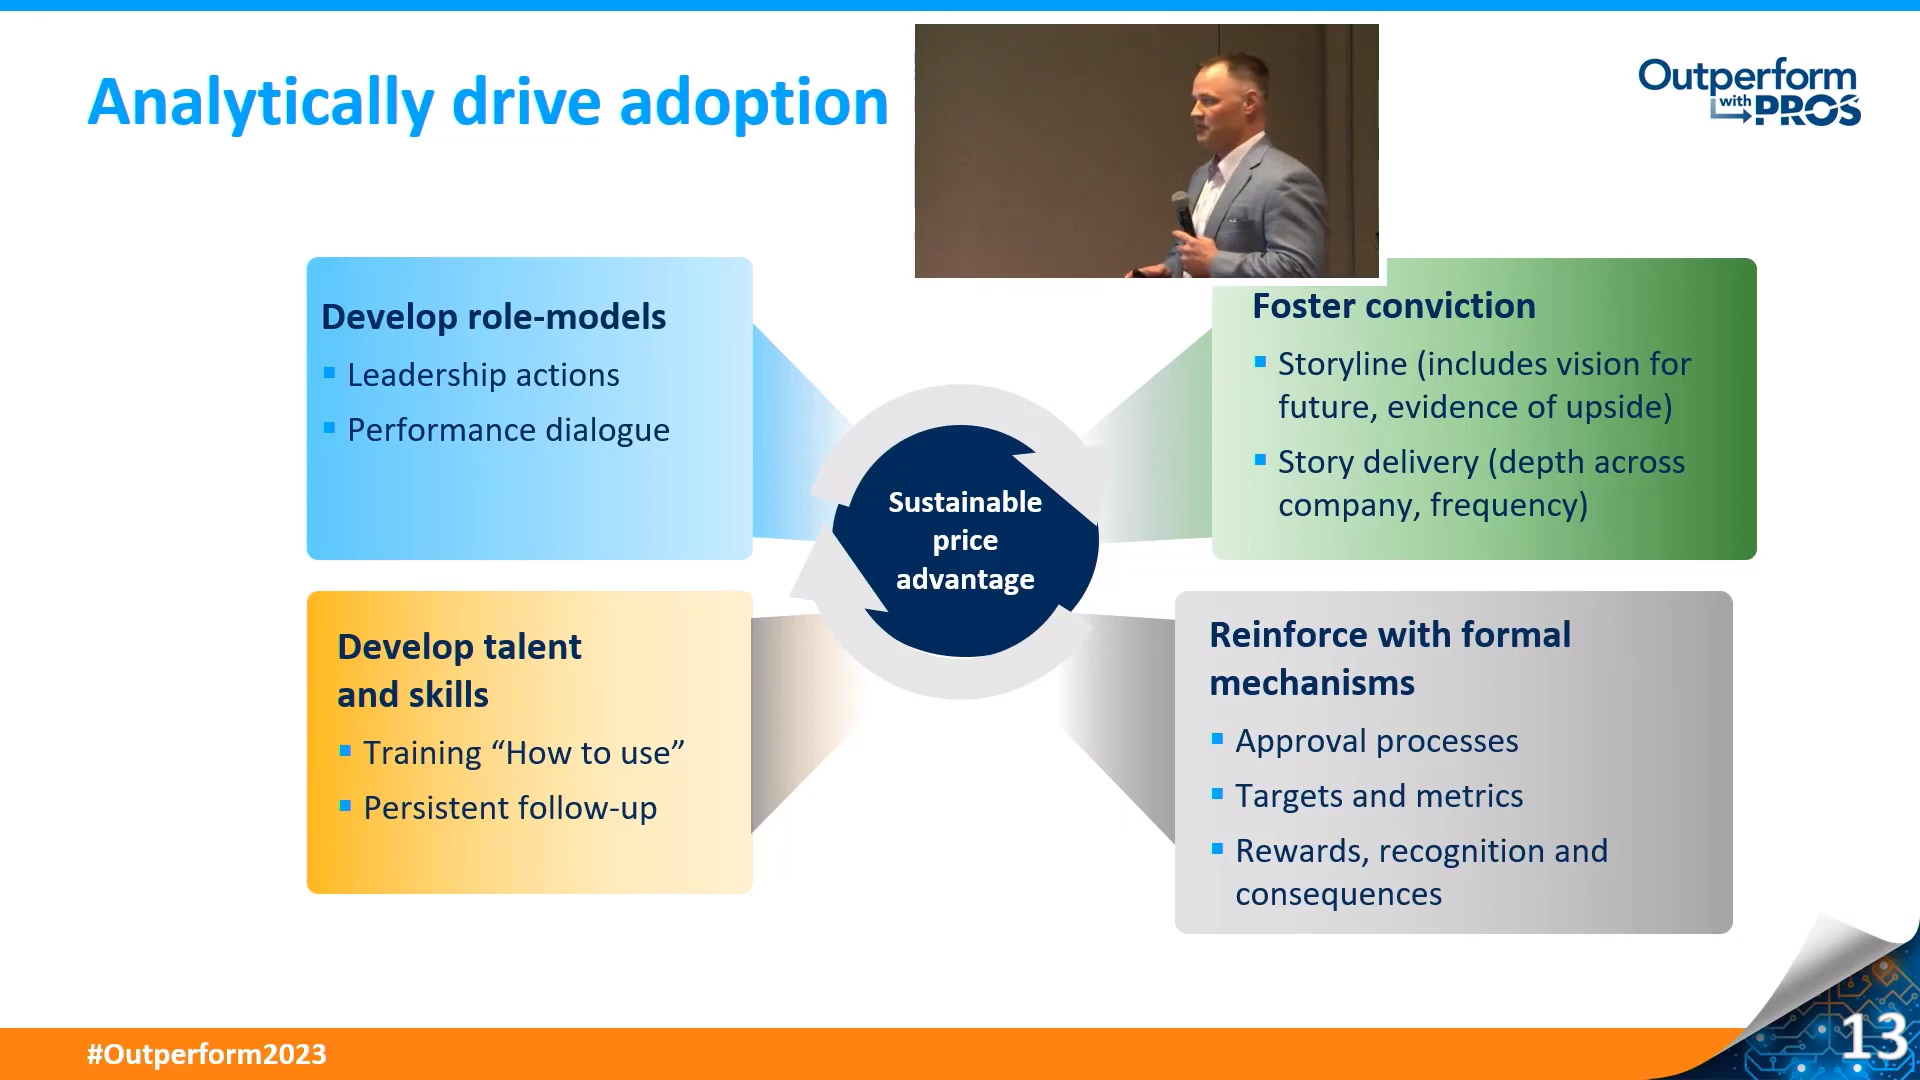 Analytically drive adoption
Outperform
with PROS
Develop role-models
▪ Leadership actions
▪ Performance dialogue
Foster conviction
▪ Storyline (includes vision for
future, evidence of upside)
▪ Story delivery (depth across
company, frequency)
Sustainable
price
advantage
Develop talent
and skills
▪ Training “How to use”
▪ Persistent follow-up
Reinforce with formal
mechanisms
▪ Approval processes
▪ Targets and metrics
▪ Rewards, recognition and
consequences
#Outperform2023
13